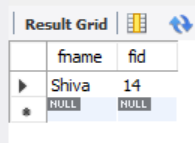 Result Grid
fname fid
Shiva 14
NULL NULL